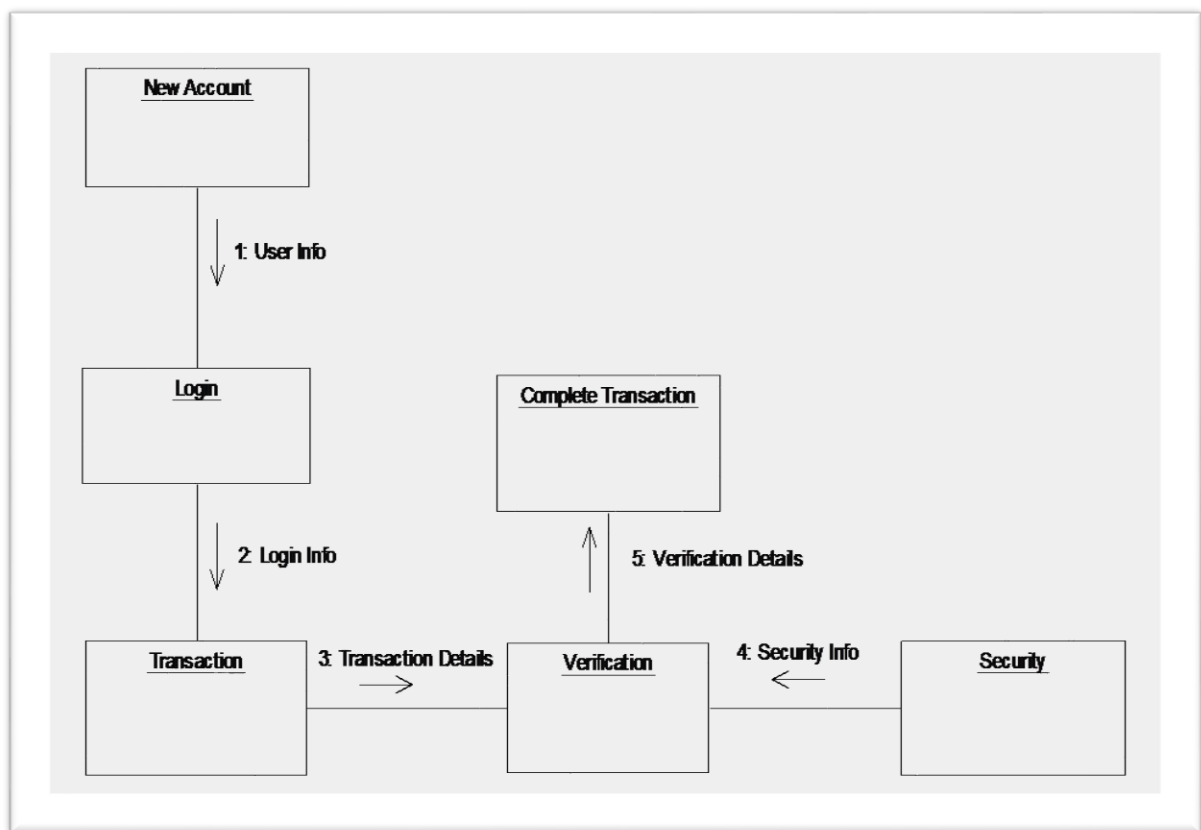 New Account
1: User Info
Login
Complete Transaction
2: Login Info
5: Verification Details
Transaction
3: Transaction Details
Verification
4: Security Info
Security